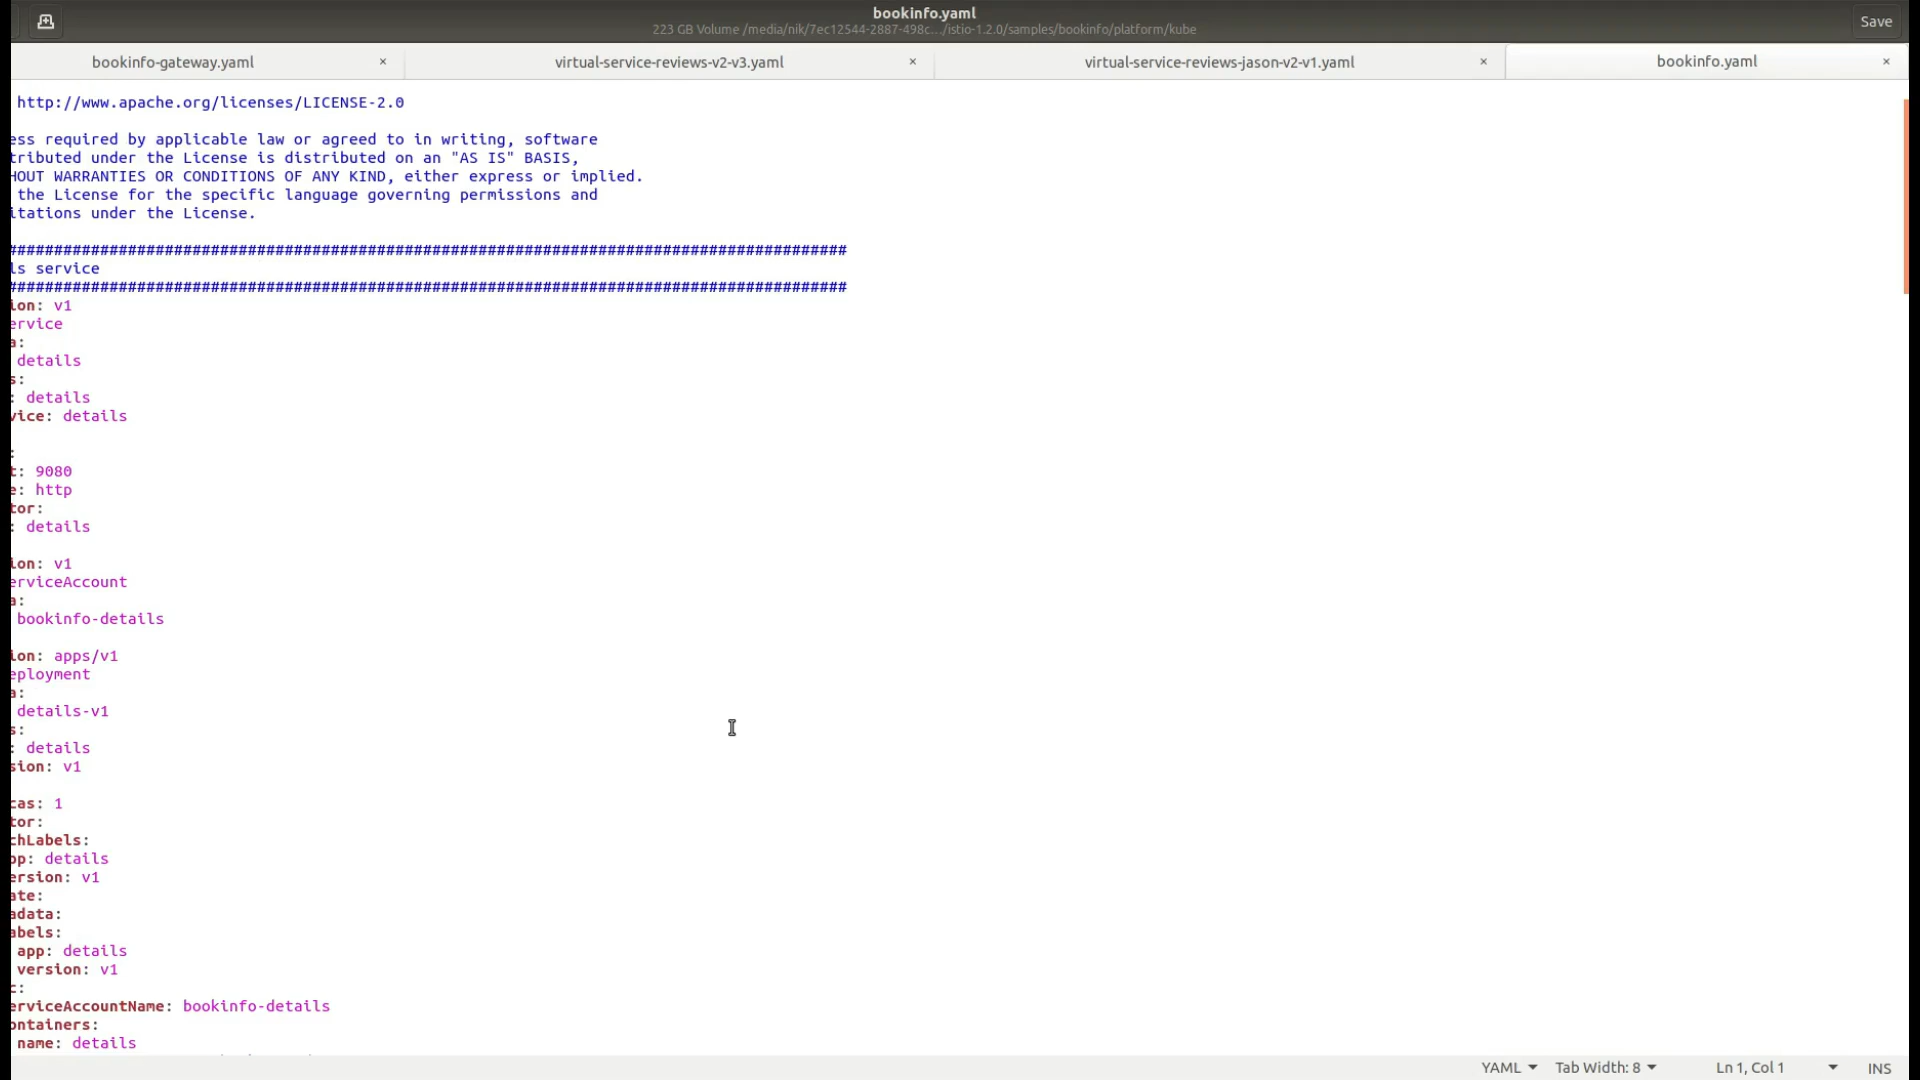 bookinfo.yaml
223 GB Volume /media/nik/7ec12544-2887-498c.../istio-1.2.0/samples/bookinfo/platform/kube
Save
bookinfo-gateway.yaml × virtual-service-reviews-v2-v3.yaml × virtual-service-reviews-jason-v2-v1.yaml × bookinfo.yaml ×
http://www.apache.org/licenses/LICENSE-2.0
ess required by applicable law or agreed to in writing, software
tributed under the License is distributed on an "AS IS" BASIS,
HOUT WARRANTIES OR CONDITIONS OF ANY KIND, either express or implied.
the License for the specific language governing permissions and
itations under the License.
###########################################################################################
ls service
###########################################################################################
ion: v1
ervice
a:
details
s:
: details
vice: details
:
t: 9080
e: http
tor:
: details
ion: v1
erviceAccount
a:
bookinfo-details
ion: apps/v1
eployment
a:
details-v1
s:
: details
sion: v1
cas: 1
tor:
chLabels:
op: details
ersion: v1
ate:
adata:
abels:
app: details
version: v1
c:
erviceAccountName: bookinfo-details
ontainers:
name: details
YAML Tab Width: 8 Ln 1, Col 1 INS